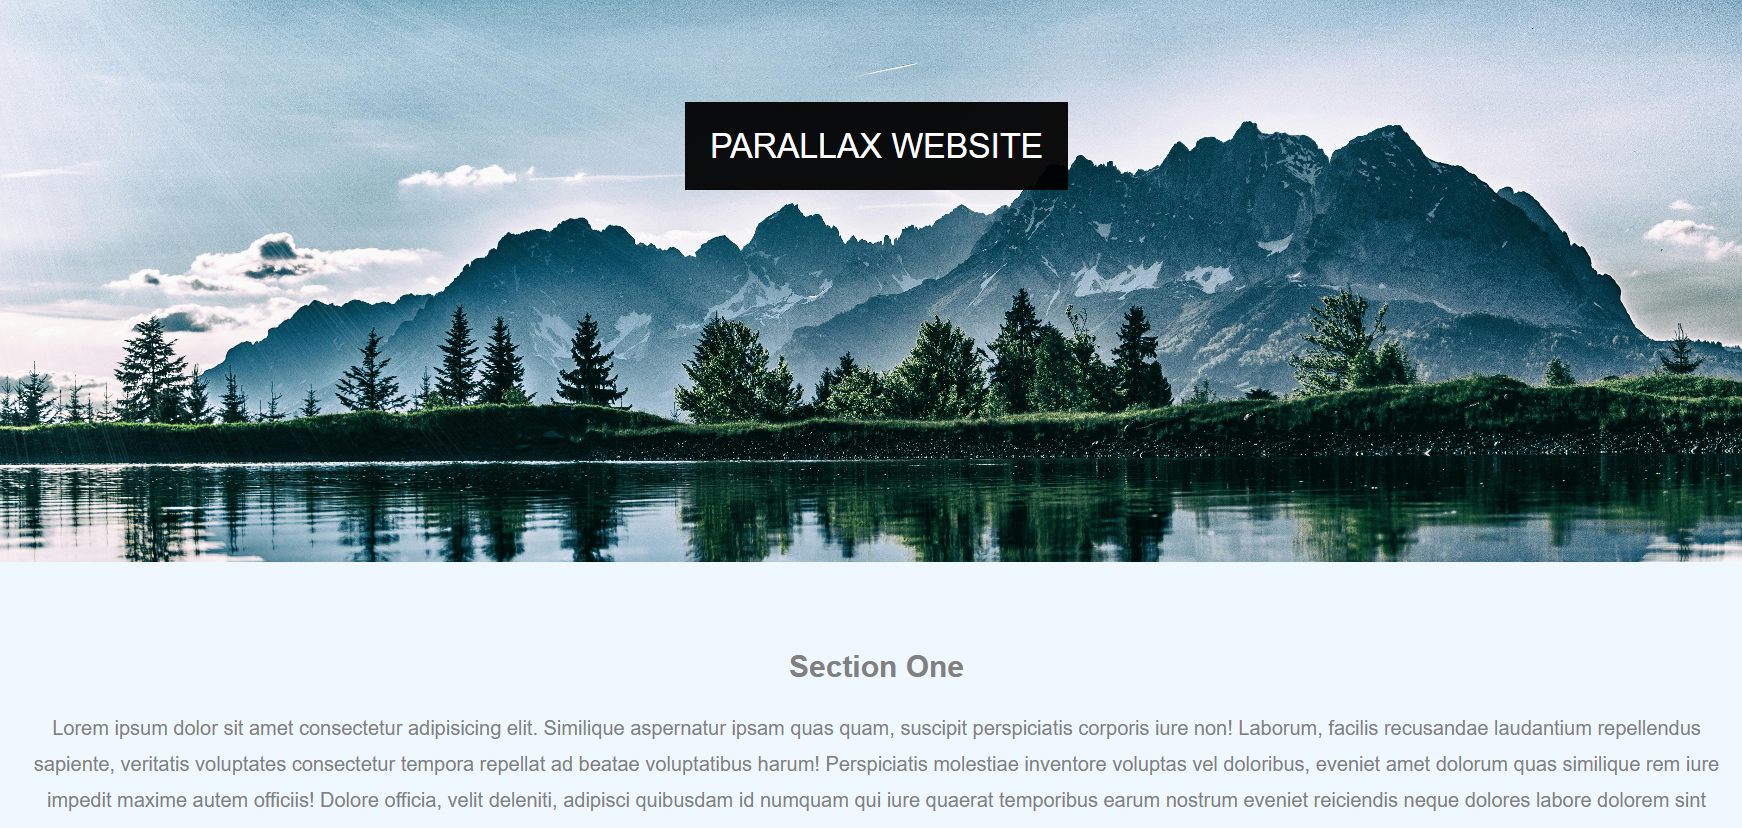 PARALLAX WEBSITE
Section One
Lorem ipsum dolor sit amet consectetur adipisicing elit. Similique aspernatur ipsam quas quam, suscipit perspiciatis corporis iure non! Laborum, facilis recusandae laudantium repellendus
sapiente, veritatis voluptates consectetur tempora repellat ad beatae voluptatibus harum! Perspiciatis molestiae inventore voluptas vel doloribus, eveniet amet dolorum quas similique rem iure
impedit maxime autem officiis! Dolore officia, velit deleniti, adipisci quibusdam id numquam qui iure quaerat temporibus earum nostrum eveniet reiciendis neque dolores labore dolorem sint